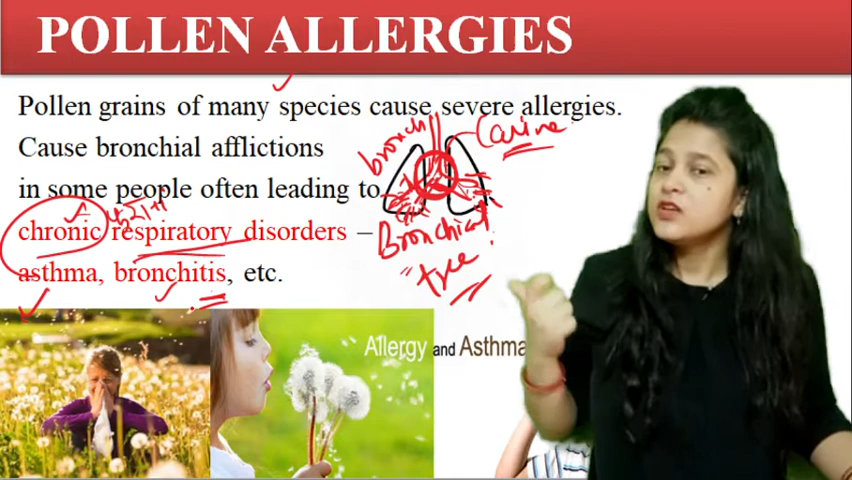 POLLEN ALLERGIES
Pollen grains of many species cause severe allergies.
Cause bronchial afflictions
in some people often leading to
chronic respiratory disorders –
asthma, bronchitis, etc.
bronchi
Carina
Bronchial
tree
Allergy and Asthma